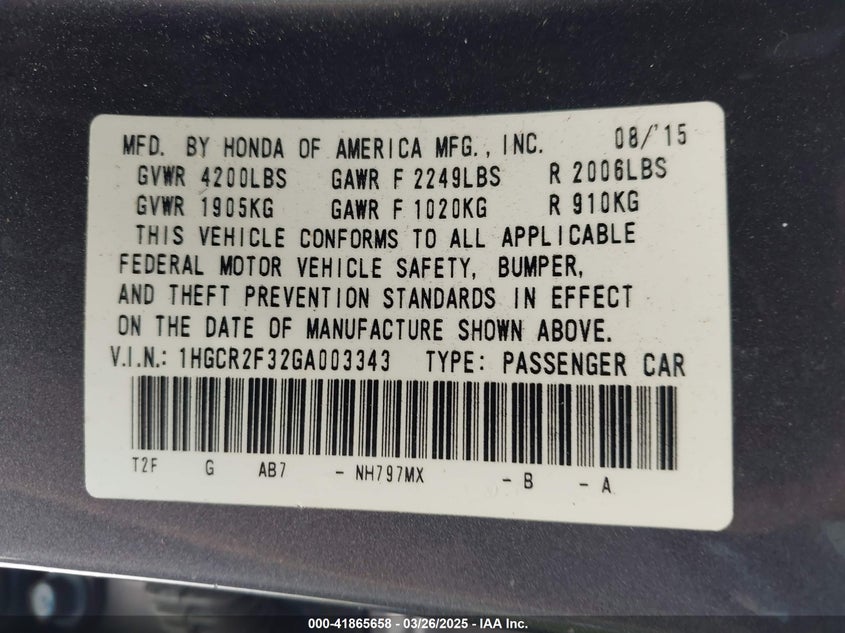 MFD. BY HONDA OF AMERICA MFG., INC. 08/'15
GVWR 4200LBS GAWR F 2249LBS R 2006LBS
GVWR 1905KG GAWR F 1020KG R 910KG
THIS VEHICLE CONFORMS TO ALL APPLICABLE
FEDERAL MOTOR VEHICLE SAFETY, BUMPER,
AND THEFT PREVENTION STANDARDS IN EFFECT
ON THE DATE OF MANUFACTURE SHOWN ABOVE.
V.I.N.: 1HGCR2F32GA003343 TYPE: PASSENGER CAR
T2F G AB7 - NH797MX - B - A
000-41865658 - 03/26/2025 - IAA Inc.